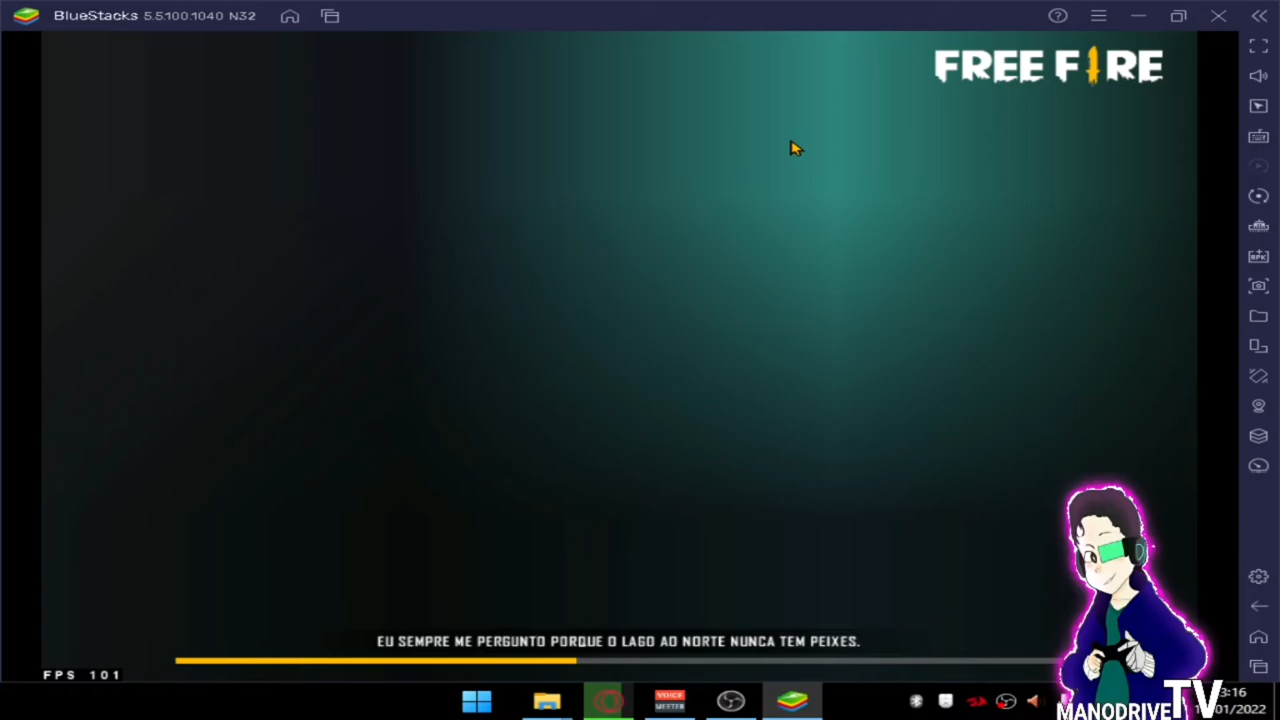 BlueStacks 5.5.100.1040 N32
FREE FIRE
EU SEMPRE ME PERGUNTO PORQUE O LAGO AO NORTE NUNCA TEM PEIXES.
FPS 101
VOICE
MEETER
3:16
/01/2022
MANODRIVE TV